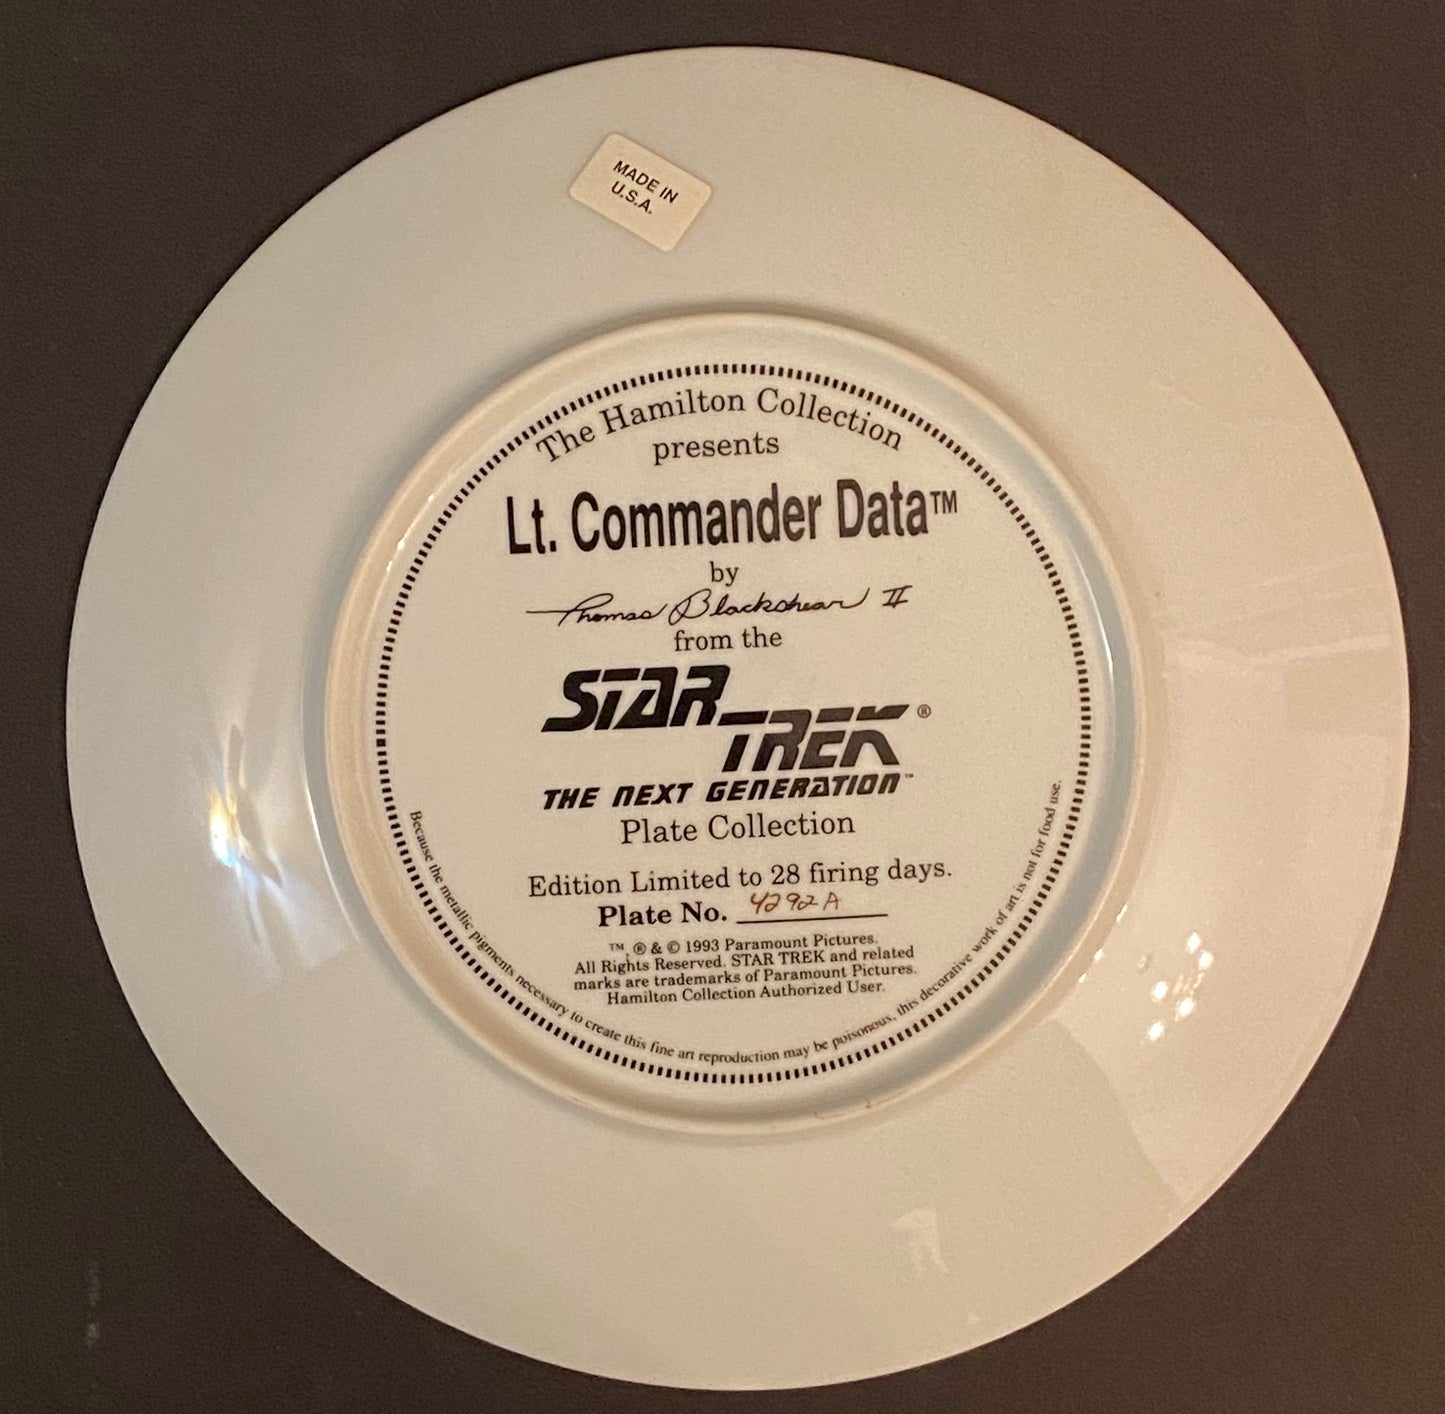 MADE IN
U.S.A.
The Hamilton Collection
presents
Lt. Commander Data™
by
Thomas Blackshear II
from the
STAR
TREK®
THE NEXT GENERATION™
Plate Collection
Edition Limited to 28 firing days.
Plate No. 4292A
™, ® & © 1993 Paramount Pictures.
All Rights Reserved. STAR TREK and related
marks are trademarks of Paramount Pictures.
Hamilton Collection Authorized User.
Because the metallic pigments necessary to create this fine art reproduction may be poisonous, this decorative work of art is not for food use.